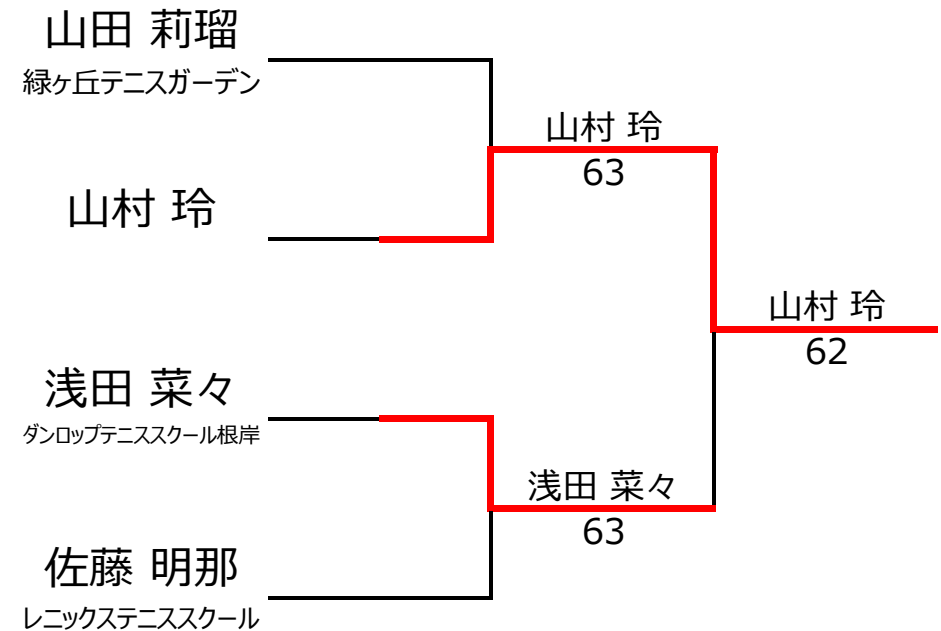 山田 莉瑠
緑ヶ丘テニスガーデン
山村 玲
63
山村 玲
山村 玲
62
浅田 菜々
ダンロップテニススクール根岸
浅田 菜々
63
佐藤 明那
レニックステニススクール